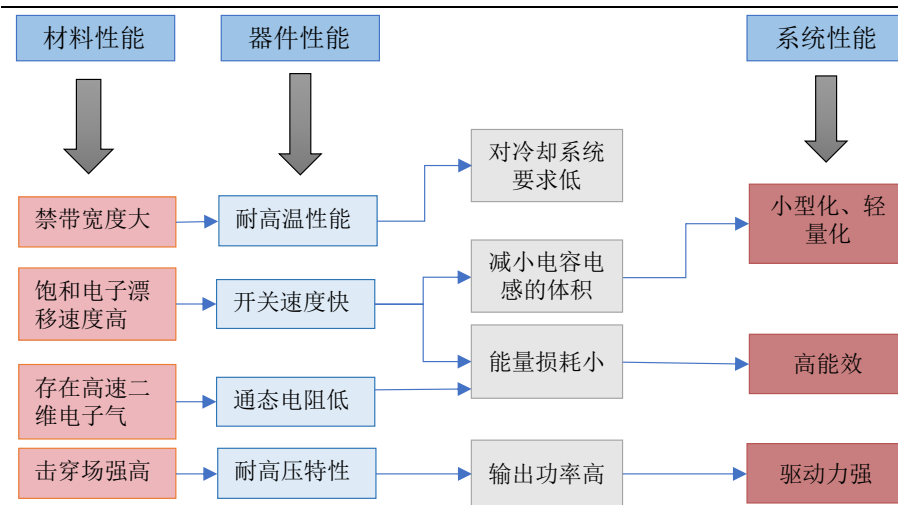 材料性能
器件性能
系统性能
对冷却系统
要求低
禁带宽度大
耐高温性能
小型化、轻
量化
饱和电子漂
移速度高
开关速度快
减小电容电
感的体积
能量损耗小
高能效
存在高速二
维电子气
通态电阻低
击穿场强高
耐高压特性
输出功率高
驱动力强